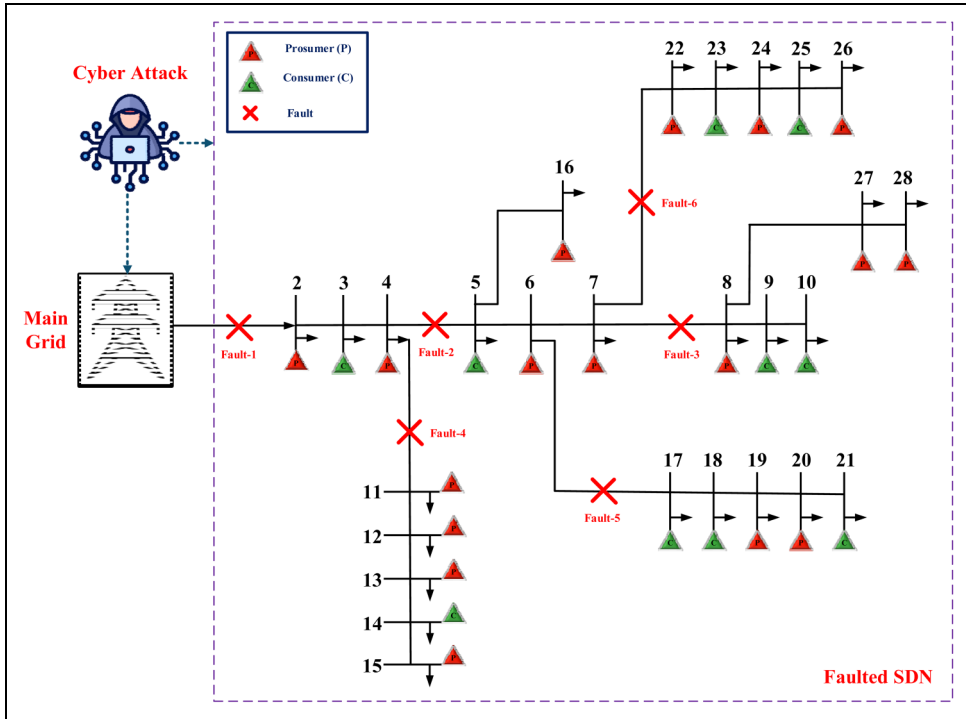 Cyber Attack
Prosumer (P)
Consumer (C)
Fault
P
C
22 23 24 25 26
P C P C P
16
P
Fault-6
27 28
P P
Main
Grid
Fault-1
2 3 4 5 6 7 8 9 10
Fault-2
Fault-3
P C P C P P P C C
Fault-4
11 P
12 P
13 P
14 C
15 P
17 18 19 20 21
Fault-5
C C P P C
Faulted SDN